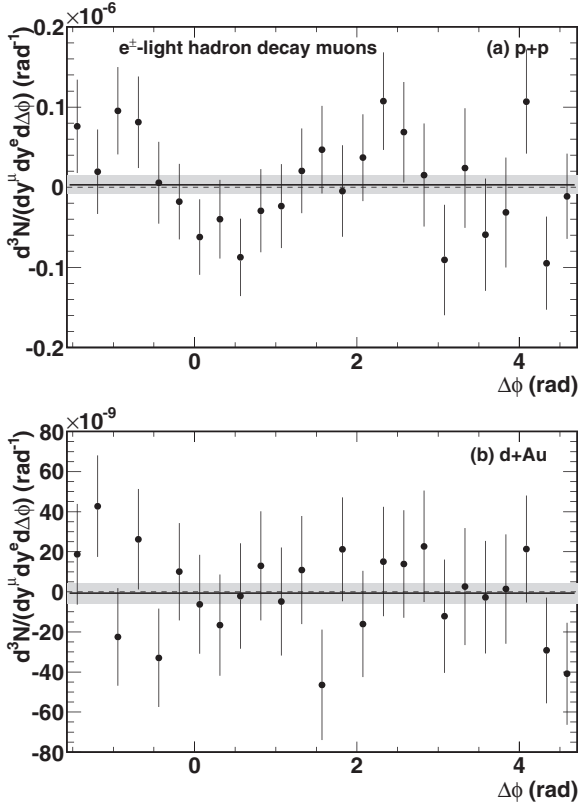 ×10⁻⁶
e±-light hadron decay muons (a) p+p
d³N/(dy^μ dy^e dΔϕ) (rad⁻¹)
0.2
0.1
0
-0.1
-0.2
0 2 4
Δϕ (rad)
×10⁻⁹
(b) d+Au
d³N/(dy^μ dy^e dΔϕ) (rad⁻¹)
80
60
40
20
0
-20
-40
-60
-80
0 2 4
Δϕ (rad)